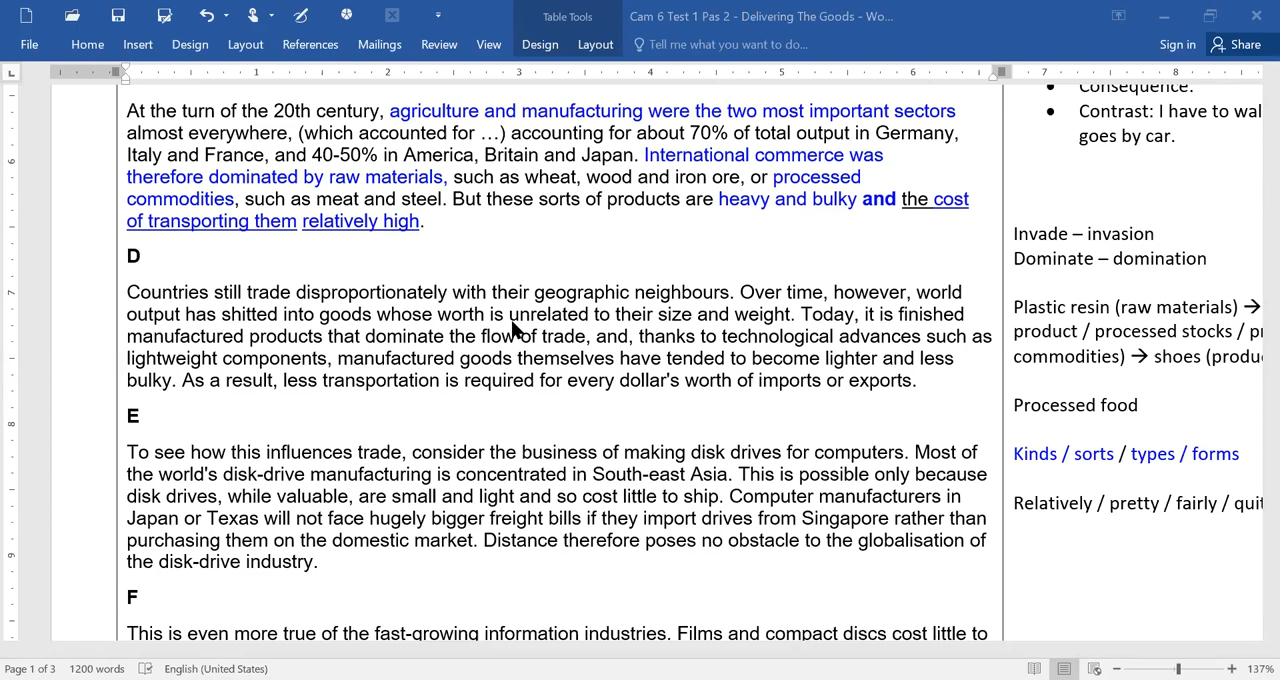 Table Tools
Cam 6 Test 1 Pas 2 - Delivering The Goods - Wo...
File Home Insert Design Layout References Mailings Review View Design Layout Tell me what you want to do... Sign in Share
1 2 3 4 5 6 7 8
At the turn of the 20th century, agriculture and manufacturing were the two most important sectors
almost everywhere, (which accounted for …) accounting for about 70% of total output in Germany,
Italy and France, and 40-50% in America, Britain and Japan. International commerce was
therefore dominated by raw materials, such as wheat, wood and iron ore, or processed
commodities, such as meat and steel. But these sorts of products are heavy and bulky and the cost
of transporting them relatively high.
D
Countries still trade disproportionately with their geographic neighbours. Over time, however, world
output has shitted into goods whose worth is unrelated to their size and weight. Today, it is finished
manufactured products that dominate the flow of trade, and, thanks to technological advances such as
lightweight components, manufactured goods themselves have tended to become lighter and less
bulky. As a result, less transportation is required for every dollar's worth of imports or exports.
E
To see how this influences trade, consider the business of making disk drives for computers. Most of
the world's disk-drive manufacturing is concentrated in South-east Asia. This is possible only because
disk drives, while valuable, are small and light and so cost little to ship. Computer manufacturers in
Japan or Texas will not face hugely bigger freight bills if they import drives from Singapore rather than
purchasing them on the domestic market. Distance therefore poses no obstacle to the globalisation of
the disk-drive industry.
F
This is even more true of the fast-growing information industries. Films and compact discs cost little to
• Consequence.
• Contrast: I have to wal
goes by car.
Invade – invasion
Dominate – domination
Plastic resin (raw materials) →
product / processed stocks / pr
commodities) → shoes (produ
Processed food
Kinds / sorts / types / forms
Relatively / pretty / fairly / quit
6
7
8
9
Page 1 of 3 1200 words English (United States) 137%